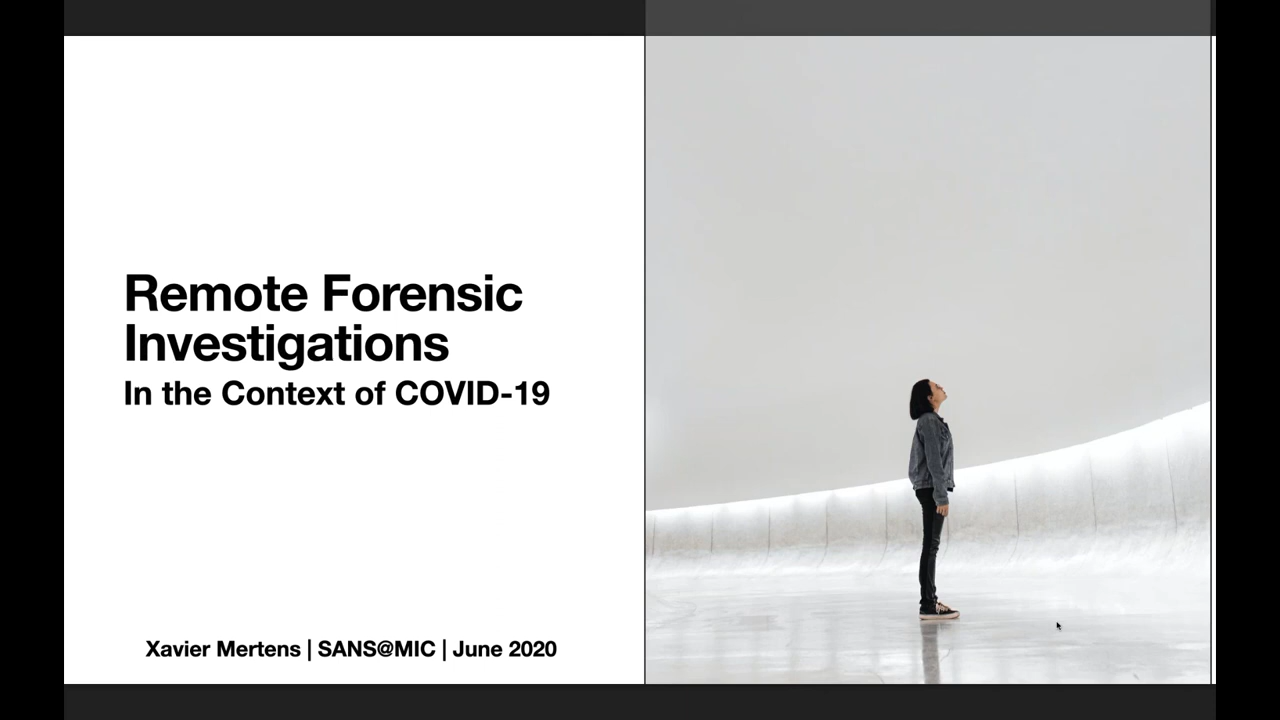 Remote Forensic
Investigations
In the Context of COVID-19
Xavier Mertens | SANS@MIC | June 2020